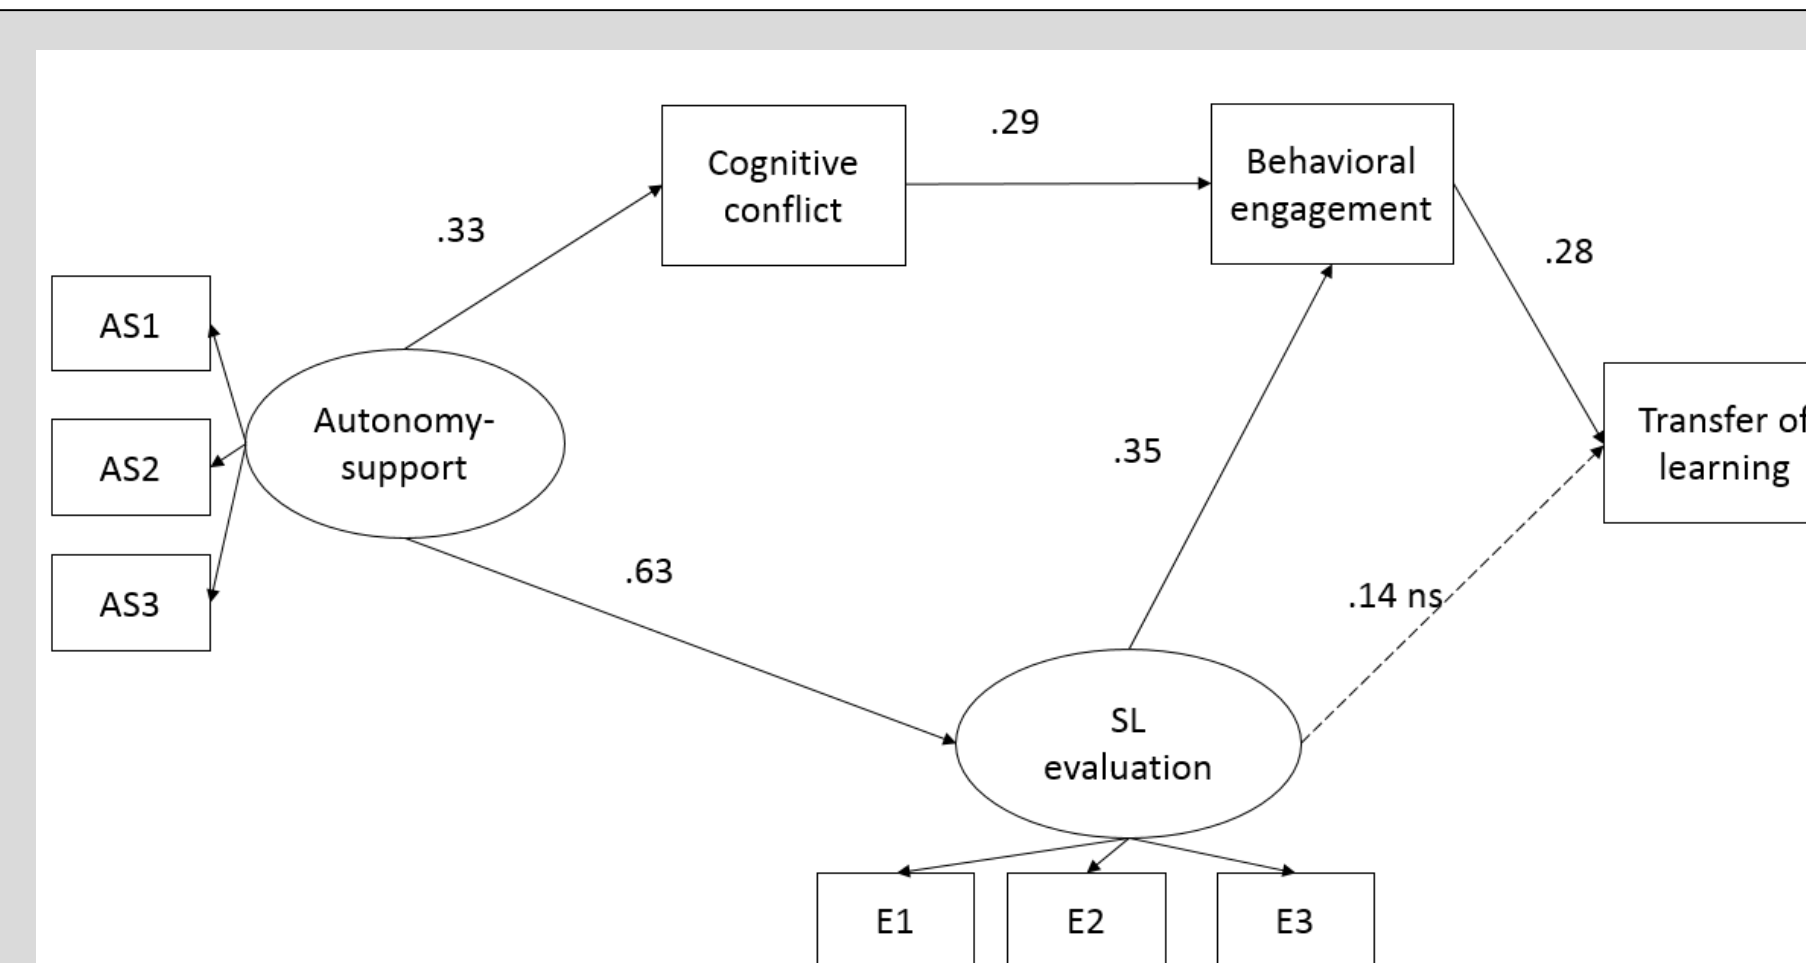 .29
Cognitive
conflict
Behavioral
engagement
.33
.28
AS1
AS2
AS3
Autonomy-
support
.35
Transfer of
learning
.63
.14 ns
SL
evaluation
E1
E2
E3